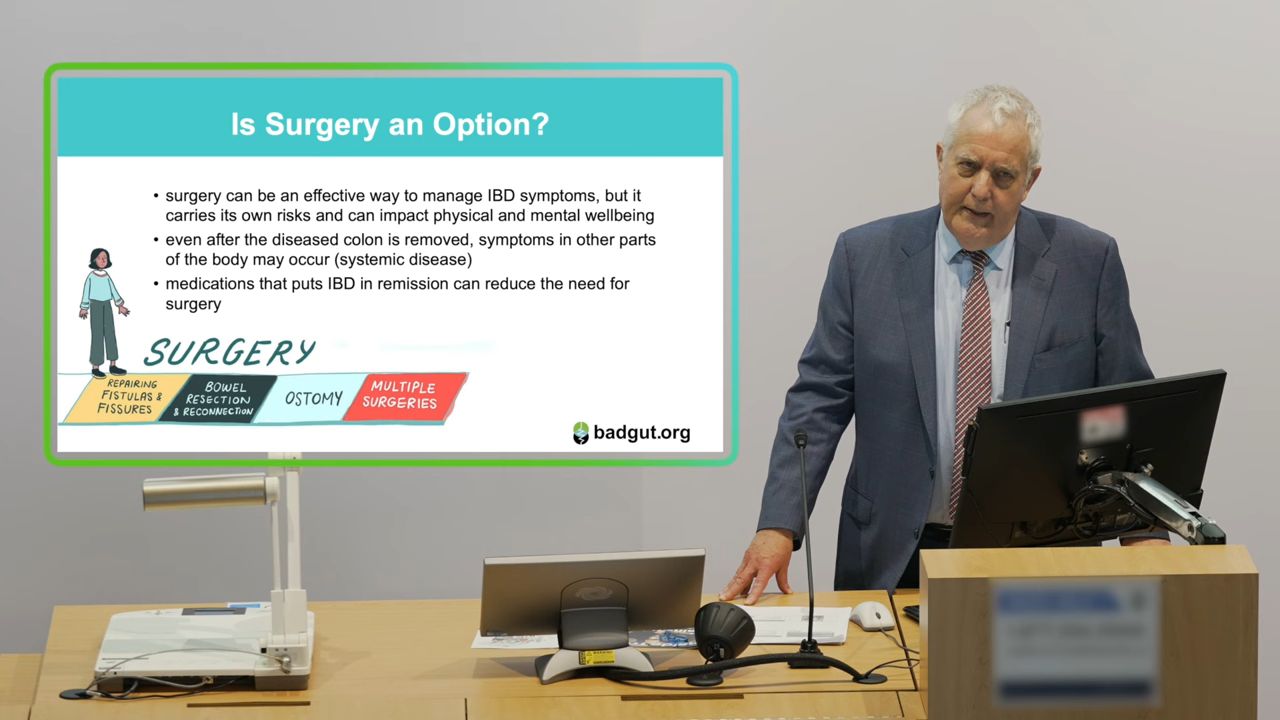 Is Surgery an Option?
• surgery can be an effective way to manage IBD symptoms, but it
carries its own risks and can impact physical and mental wellbeing
• even after the diseased colon is removed, symptoms in other parts
of the body may occur (systemic disease)
• medications that puts IBD in remission can reduce the need for
surgery
SURGERY
REPAIRING
FISTULAS &
FISSURES
BOWEL
RESECTION
& RECONNECTION
OSTOMY
MULTIPLE
SURGERIES
badgut.org